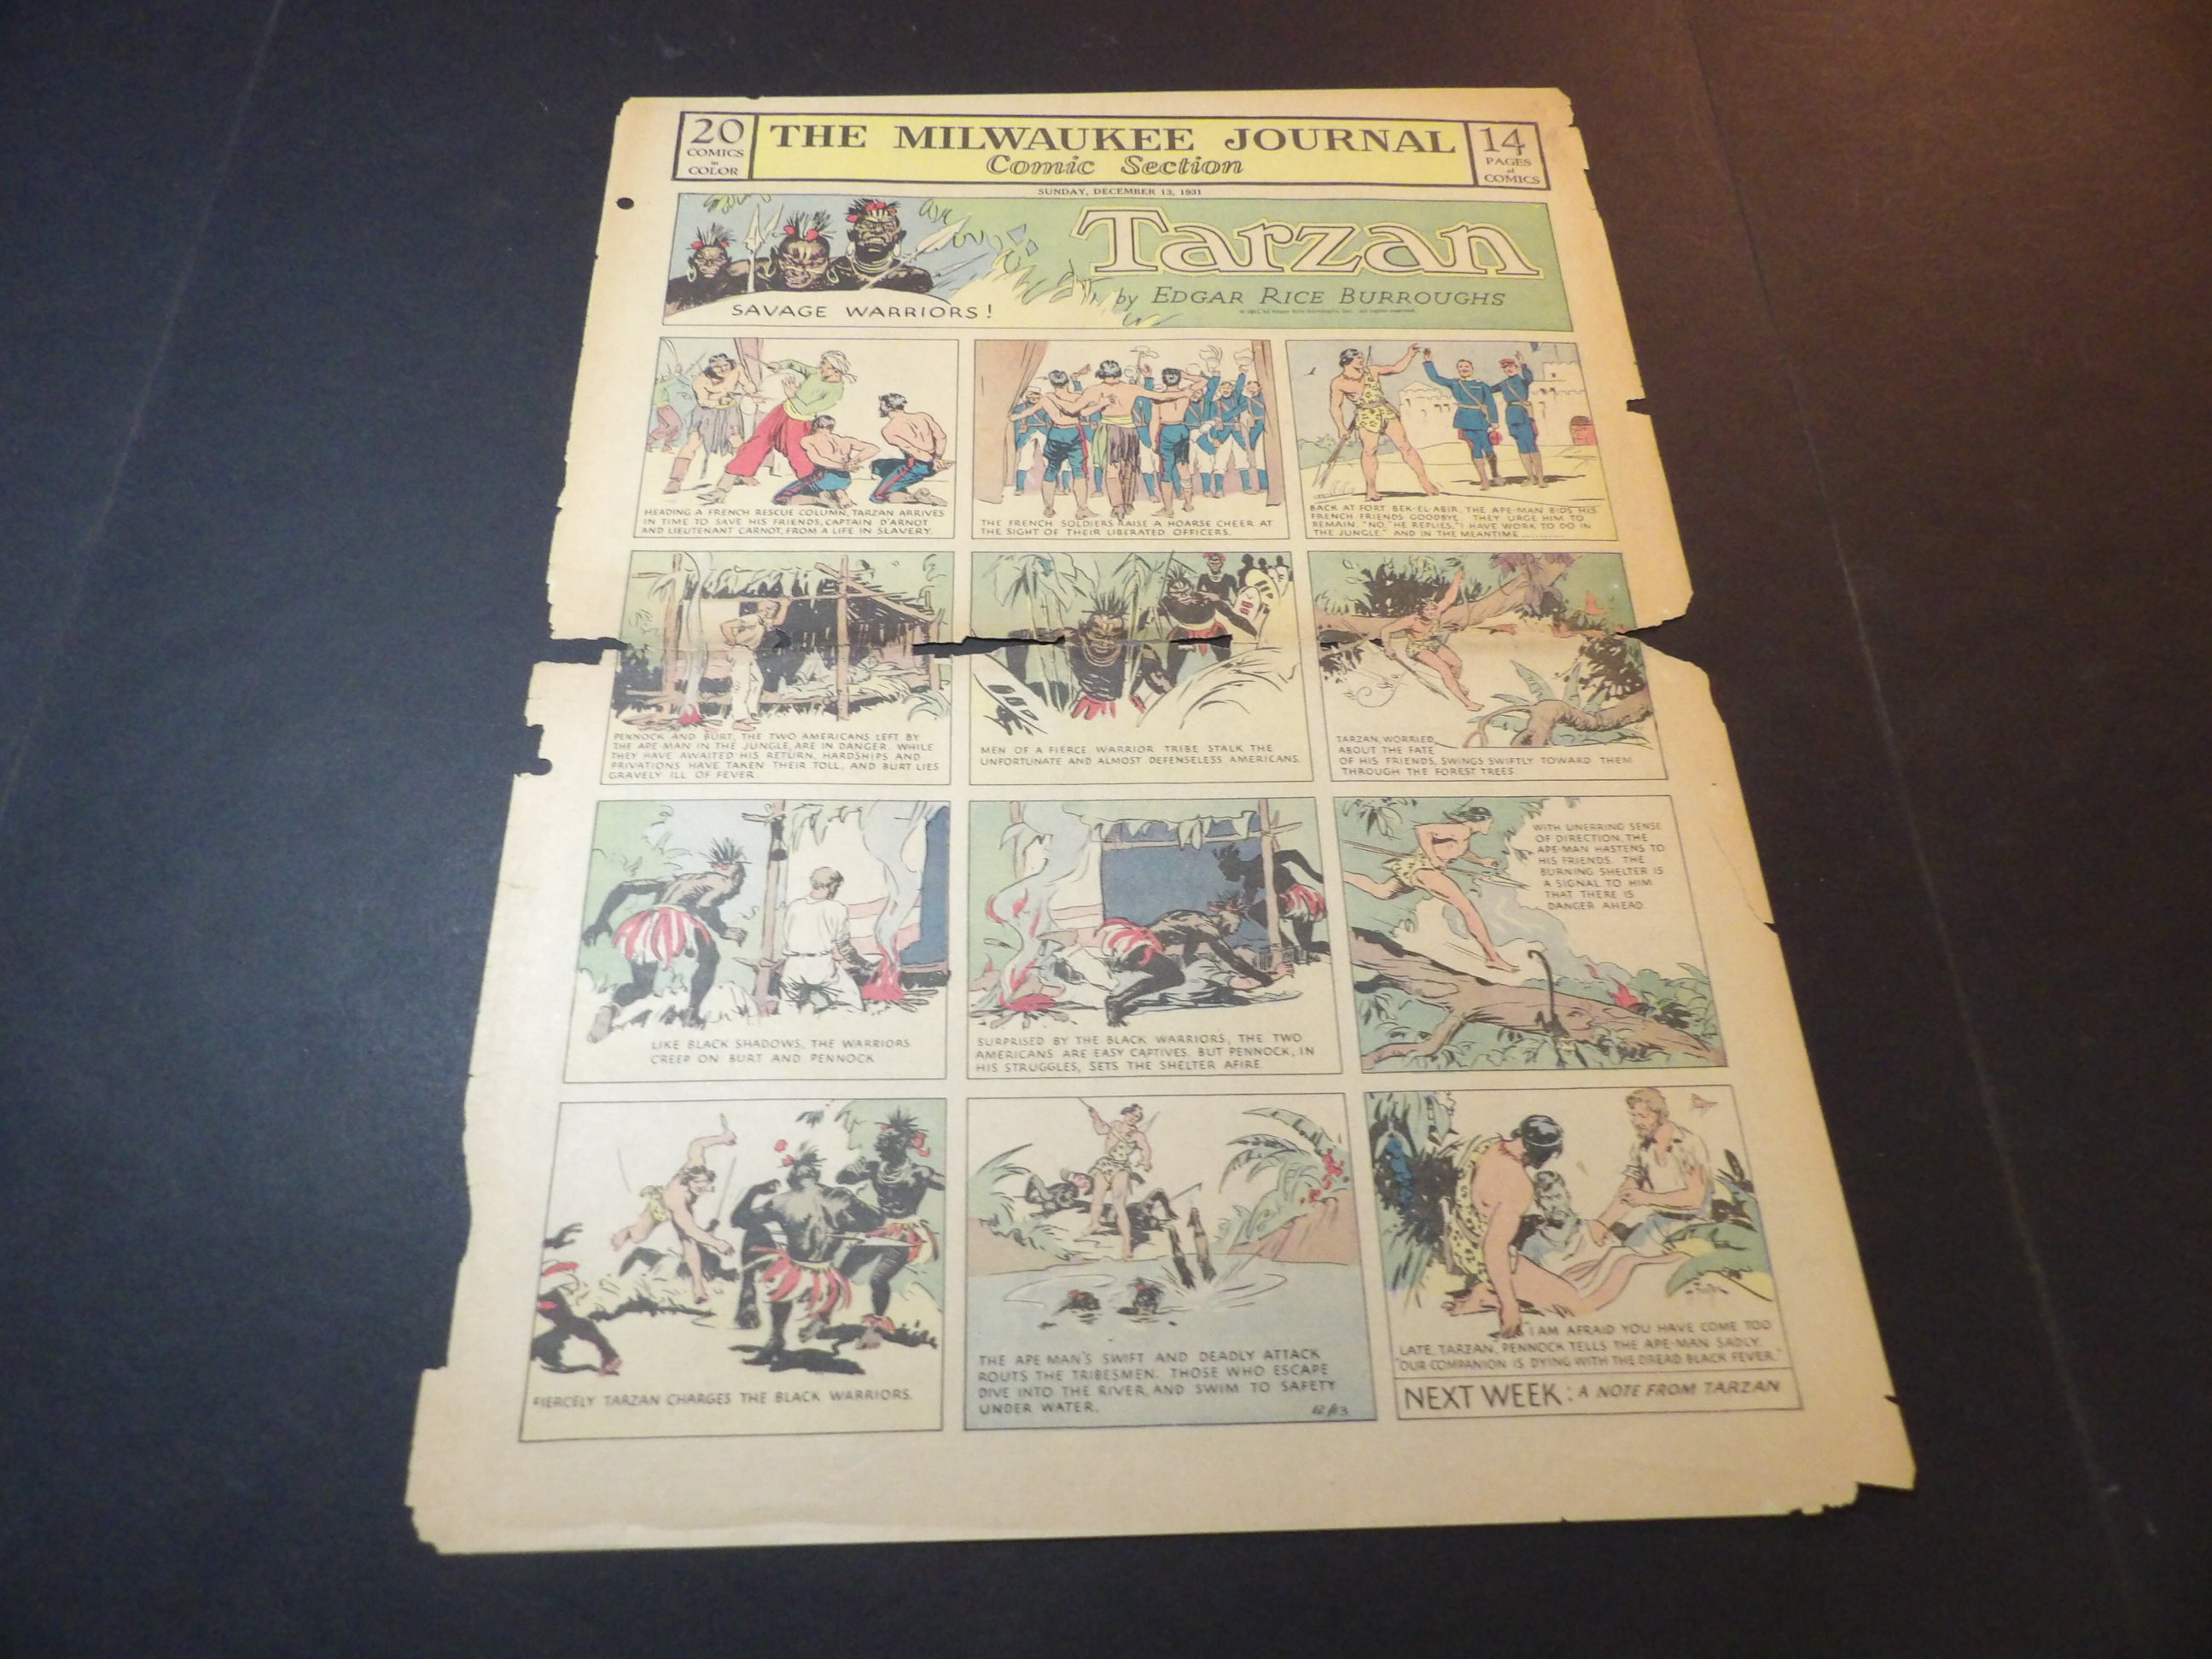 20
COMICS
in
COLOR
THE MILWAUKEE JOURNAL
Comic Section
14
PAGES
of
COMICS
SUNDAY, DECEMBER 13, 1931
SAVAGE WARRIORS!
Tarzan
by EDGAR RICE BURROUGHS
HEADING A FRENCH RESCUE COLUMN, TARZAN ARRIVES
IN TIME TO SAVE HIS FRIENDS, CAPTAIN D'ARNOT
AND LIEUTENANT CARNOT, FROM A LIFE IN SLAVERY.
THE FRENCH SOLDIERS RAISE A HOARSE CHEER AT
THE SIGHT OF THEIR LIBERATED OFFICERS.
BACK AT FORT BEK-EL-ABIR, THE APE-MAN BIDS HIS
FRENCH FRIENDS GOODBYE. THEY URGE HIM TO
REMAIN. "NO," HE REPLIES, "I HAVE WORK TO DO IN
THE JUNGLE." AND IN THE MEANTIME.........
PENNOCK AND BURT, THE TWO AMERICANS LEFT BY
THE APE-MAN IN THE JUNGLE, ARE IN DANGER. WHILE
THEY HAVE AWAITED HIS RETURN, HARDSHIPS AND
PRIVATIONS HAVE TAKEN THEIR TOLL, AND BURT LIES
GRAVELY ILL OF FEVER.
MEN OF A FIERCE WARRIOR TRIBE STALK THE
UNFORTUNATE AND ALMOST DEFENSELESS AMERICANS.
TARZAN, WORRIED
ABOUT THE FATE
OF HIS FRIENDS, SWINGS SWIFTLY TOWARD THEM
THROUGH THE FOREST TREES.
LIKE BLACK SHADOWS, THE WARRIORS
CREEP ON BURT AND PENNOCK
SURPRISED BY THE BLACK WARRIORS, THE TWO
AMERICANS ARE EASY CAPTIVES. BUT PENNOCK, IN
HIS STRUGGLES, SETS THE SHELTER AFIRE.
WITH UNERRING SENSE
OF DIRECTION, THE
APE-MAN HASTENS TO
HIS FRIENDS. THE
BURNING SHELTER IS
A SIGNAL TO HIM
THAT THERE IS
DANGER AHEAD.
FIERCELY TARZAN CHARGES THE BLACK WARRIORS.
THE APE MAN'S SWIFT AND DEADLY ATTACK
ROUTS THE TRIBESMEN. THOSE WHO ESCAPE
DIVE INTO THE RIVER, AND SWIM TO SAFETY
UNDER WATER.
12/13
"I AM AFRAID YOU HAVE COME TOO
LATE, TARZAN", PENNOCK TELLS THE APE-MAN SADLY.
"OUR COMPANION IS DYING WITH THE DREAD BLACK FEVER."
NEXT WEEK: A NOTE FROM TARZAN